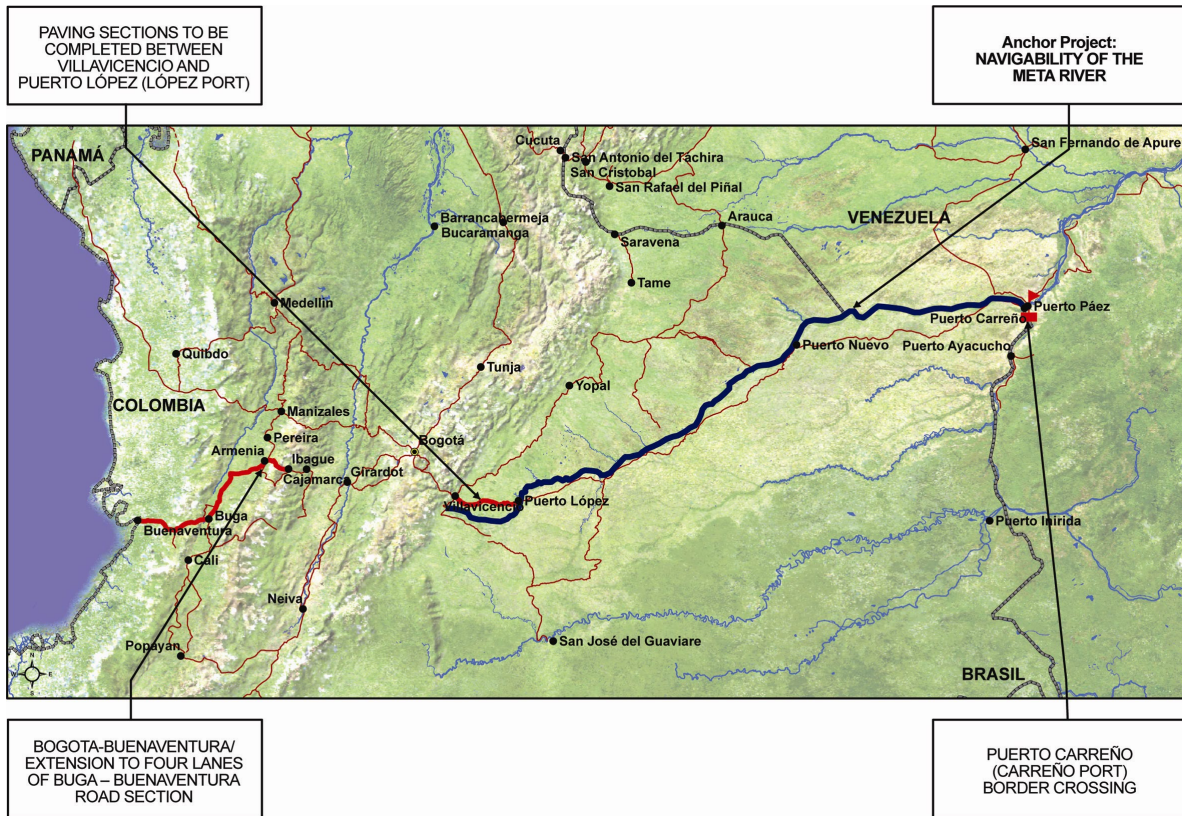 PAVING SECTIONS TO BE
COMPLETED BETWEEN
VILLAVICENCIO AND
PUERTO LÓPEZ (LÓPEZ PORT)
Anchor Project:
NAVIGABILITY OF THE
META RIVER
PANAMÁ
Cucuta
San Antonio del Táchira
San Cristobal
San Rafael del Piñal
San Fernando de Apure
Barrancabermeja
Bucaramanga
Arauca
VENEZUELA
Saravena
Tame
Medellín
Puerto Páez
Puerto Carreño
Quibdo
Puerto Nuevo
Puerto Ayacucho
Tunja
Yopal
COLOMBIA
Manizales
Pereira
Bogotá
Armenia
Ibague
Cajamarca
Girardot
Villavicencio
Puerto López
Buga
Buenaventura
Puerto Inirida
Cali
Neiva
San José del Guaviare
Popayan
N
W
E
S
BRASIL
BOGOTA-BUENAVENTURA/
EXTENSION TO FOUR LANES
OF BUGA – BUENAVENTURA
ROAD SECTION
PUERTO CARREÑO
(CARREÑO PORT)
BORDER CROSSING